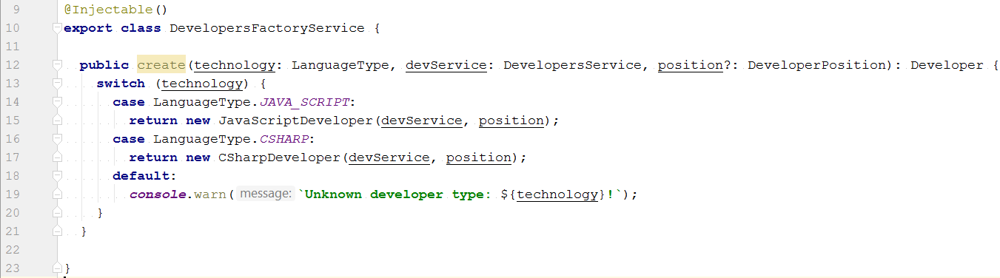 9 @Injectable()
10 export class DevelopersFactoryService {
11
12   public create(technology: LanguageType, devService: DevelopersService, position?: DeveloperPosition): Developer {
13     switch (technology) {
14       case LanguageType.JAVA_SCRIPT:
15         return new JavaScriptDeveloper(devService, position);
16       case LanguageType.CSHARP:
17         return new CSharpDeveloper(devService, position);
18       default:
19         console.warn( message: `Unknown developer type: ${technology}!`);
20     }
21   }
22
23 }